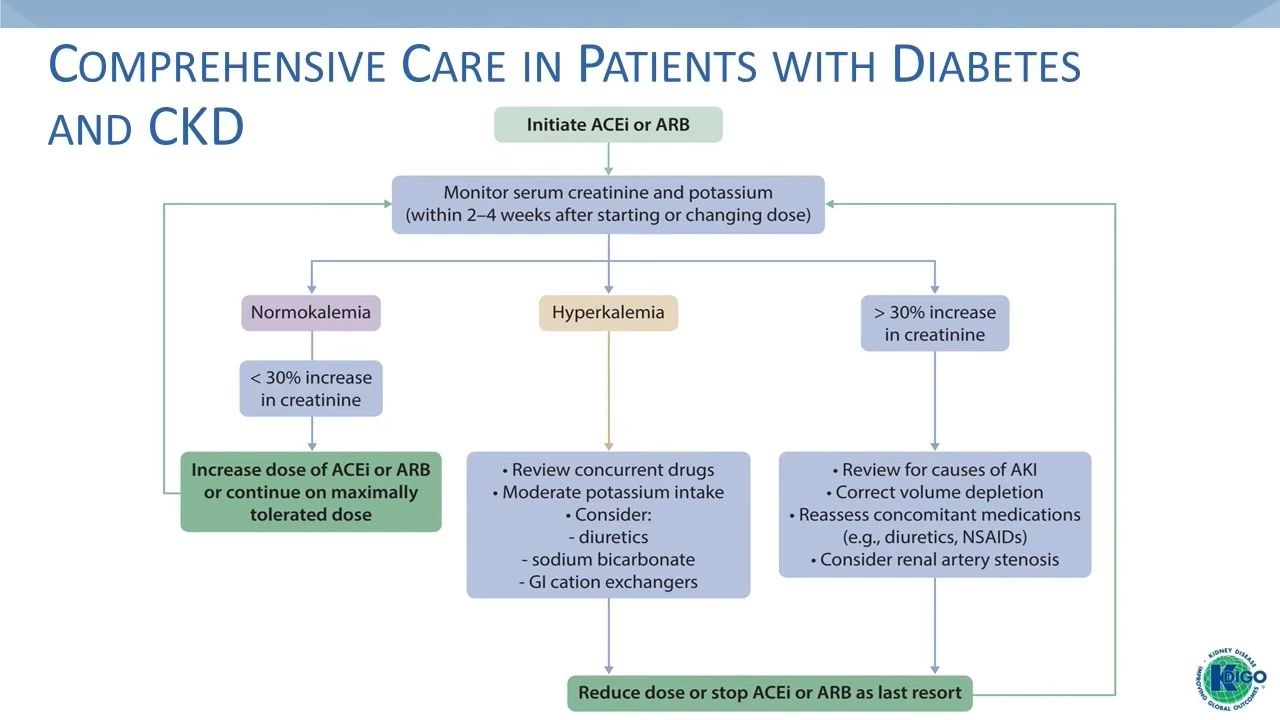 COMPREHENSIVE CARE IN PATIENTS WITH DIABETES
AND CKD
Initiate ACEi or ARB
Monitor serum creatinine and potassium
(within 2–4 weeks after starting or changing dose)
Normokalemia
< 30% increase
in creatinine
Increase dose of ACEi or ARB
or continue on maximally
tolerated dose
Hyperkalemia
• Review concurrent drugs
• Moderate potassium intake
• Consider:
- diuretics
- sodium bicarbonate
- GI cation exchangers
> 30% increase
in creatinine
• Review for causes of AKI
• Correct volume depletion
• Reassess concomitant medications
(e.g., diuretics, NSAIDs)
• Consider renal artery stenosis
Reduce dose or stop ACEi or ARB as last resort
KIDNEY DISEASE
KDIGO
IMPROVING GLOBAL OUTCOMES